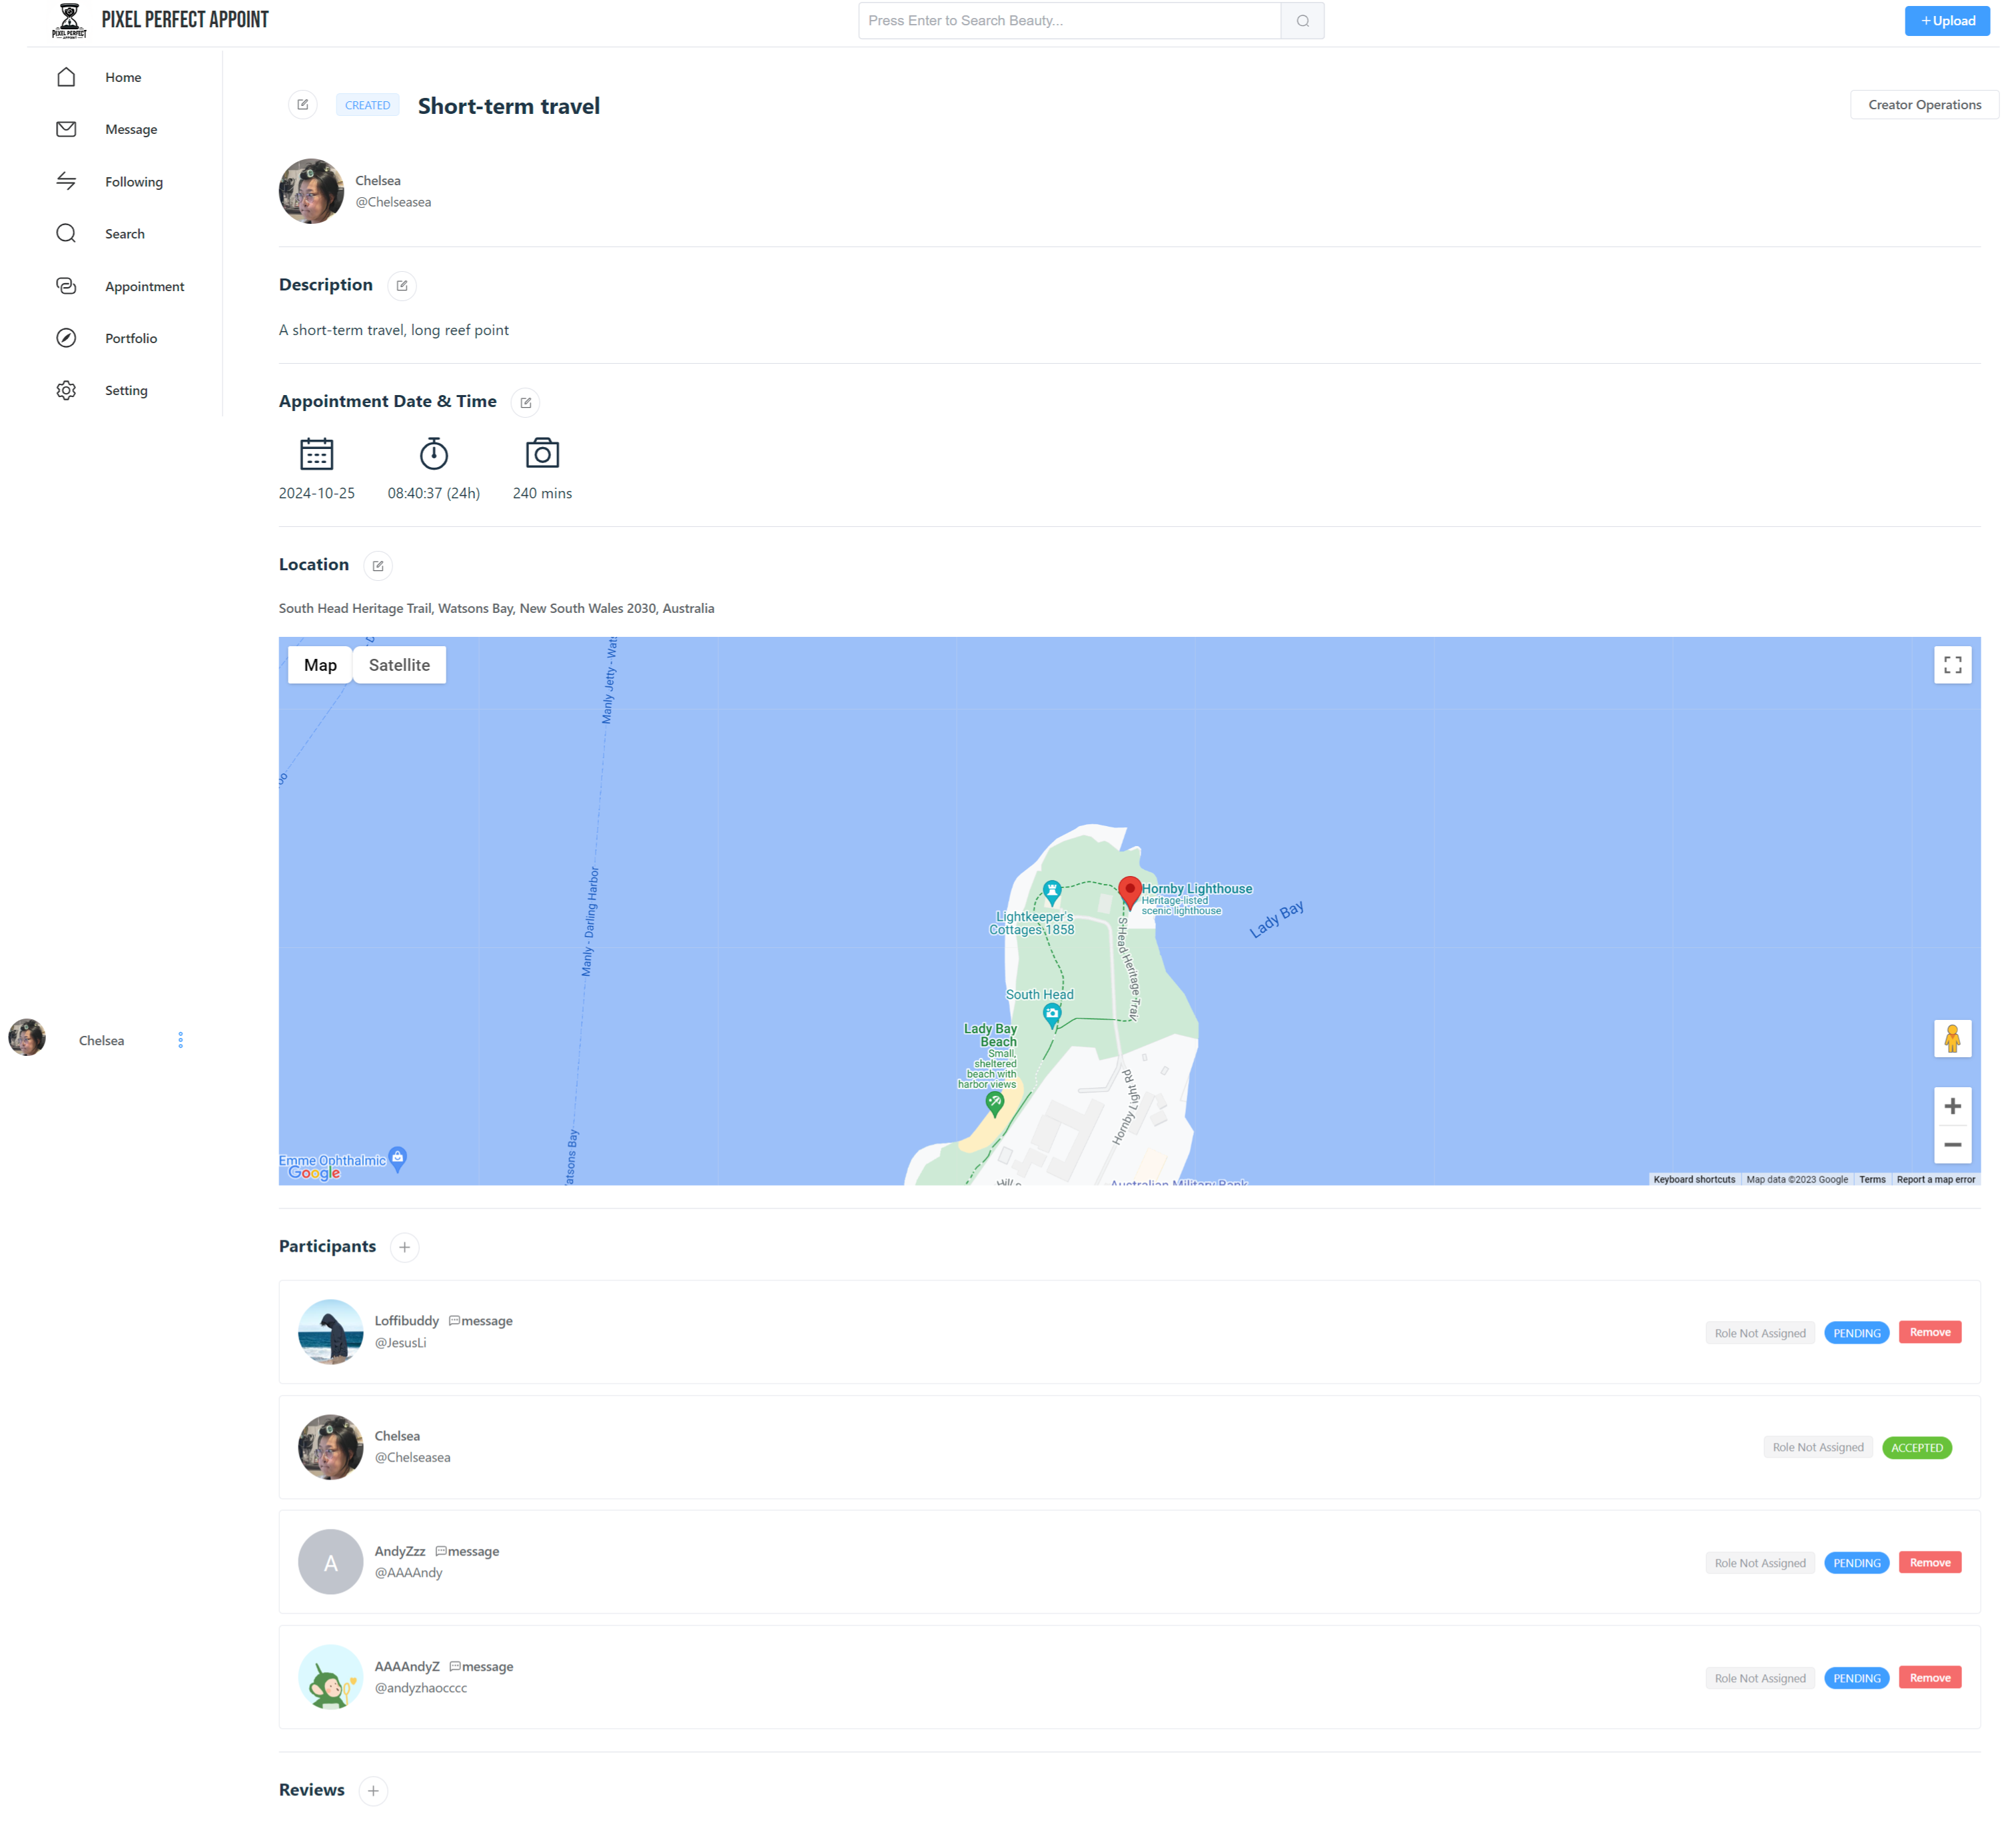 PIXEL PERFECT
APPOINT
PIXEL PERFECT APPOINT
Press Enter to Search Beauty...
+ Upload
Home
Message
Following
Search
Appointment
Portfolio
Setting
CREATED
Short-term travel
Creator Operations
Chelsea
@Chelseasea
Description
A short-term travel, long reef point
Appointment Date & Time
2024-10-25
08:40:37 (24h)
240 mins
Location
South Head Heritage Trail, Watsons Bay, New South Wales 2030, Australia
Map
Satellite
Manly Jetty - Wats
Manly - Darling Harbor
atsons Bay
Hornby Lighthouse
Heritage-listed
scenic lighthouse
Lady Bay
Lightkeeper's
Cottages 1858
S Head Heritage Trail
South Head
Lady Bay
Beach
Small,
sheltered
beach with
harbor views
Hornby Light Rd
Emme Ophthalmic
Google
Australian Military Bank
Keyboard shortcuts
Map data ©2023 Google
Terms
Report a map error
Chelsea
Participants
Loffibuddy
message
@JesusLi
Role Not Assigned
PENDING
Remove
Chelsea
@Chelseasea
Role Not Assigned
ACCEPTED
A
AndyZzz
message
@AAAAndy
Role Not Assigned
PENDING
Remove
AAAAndyZ
message
@andyzhaocccc
Role Not Assigned
PENDING
Remove
Reviews